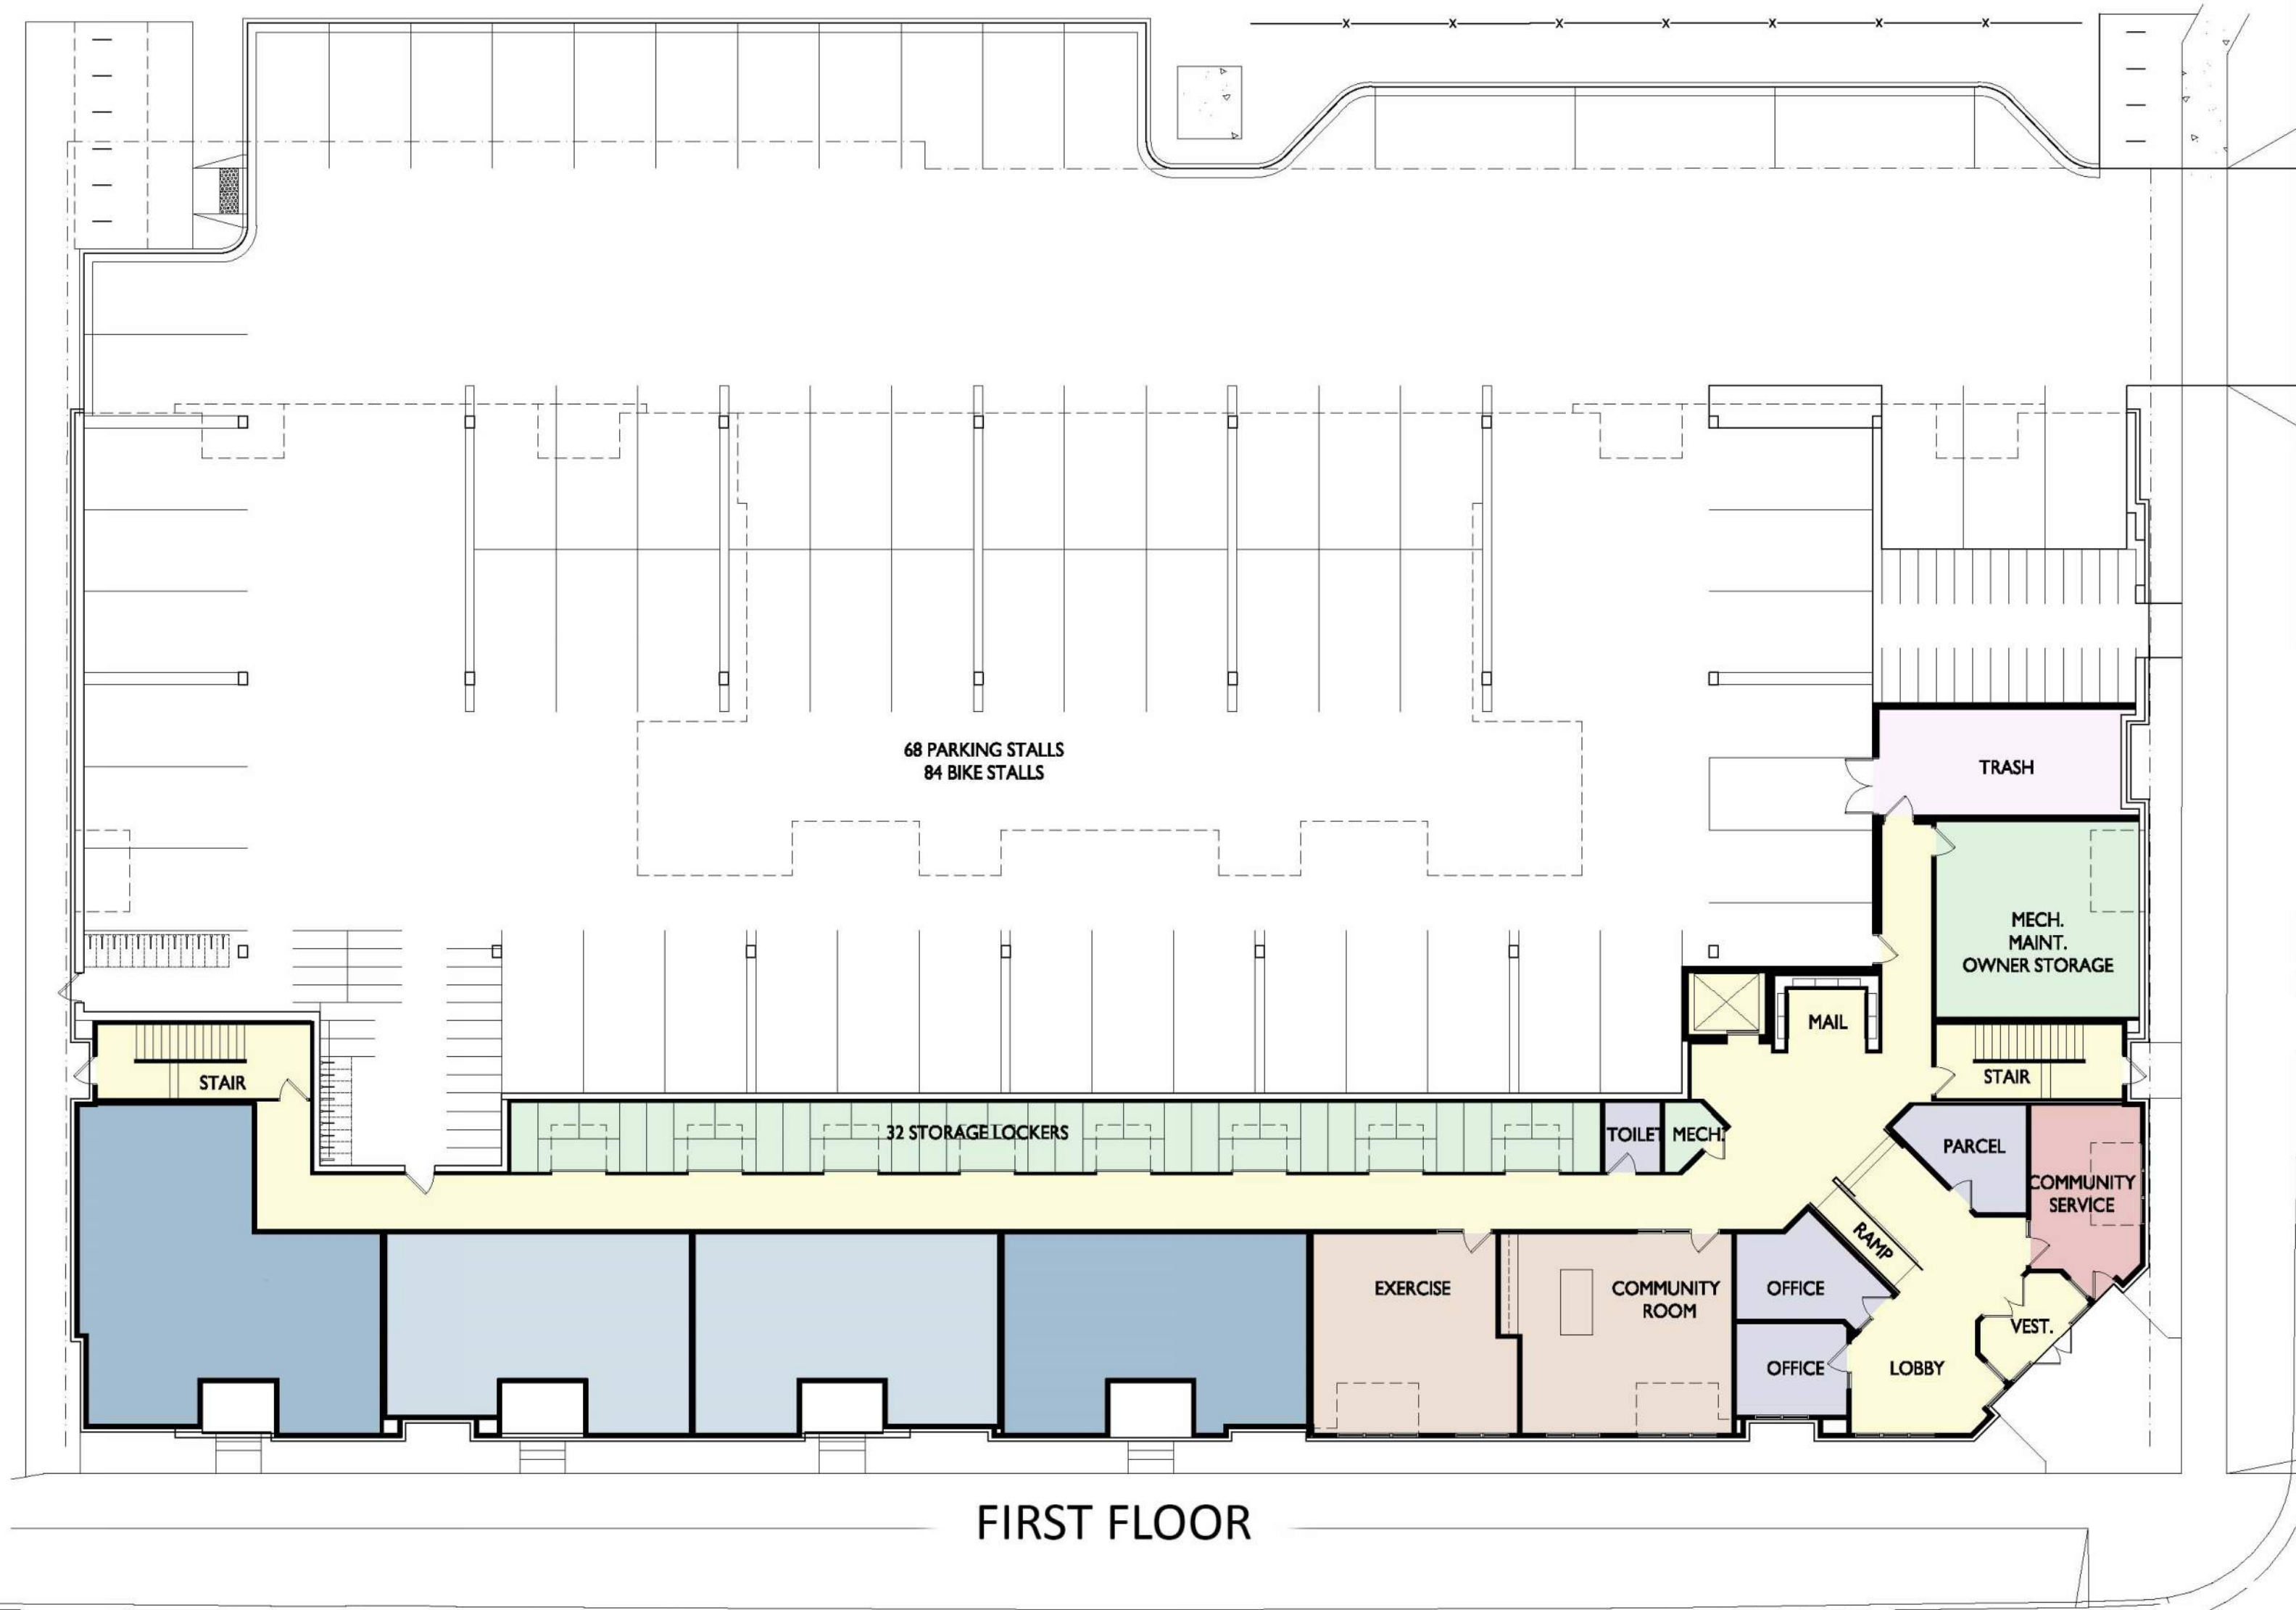 68 PARKING STALLS
84 BIKE STALLS
TRASH
MECH.
MAINT.
OWNER STORAGE
MAIL
STAIR
STAIR
32 STORAGE LOCKERS
TOILET
MECH.
PARCEL
COMMUNITY
SERVICE
RAMP
EXERCISE
COMMUNITY
ROOM
OFFICE
VEST.
OFFICE
LOBBY
FIRST FLOOR